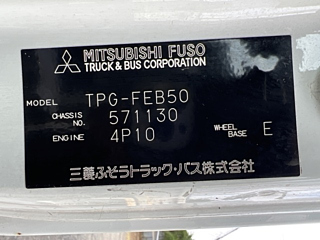 MITSUBISHI FUSO
TRUCK & BUS CORPORATION
MODEL TPG-FEB50
CHASSIS NO. 571130
ENGINE 4P10 WHEEL BASE E
三菱ふそうトラック・バス株式会社